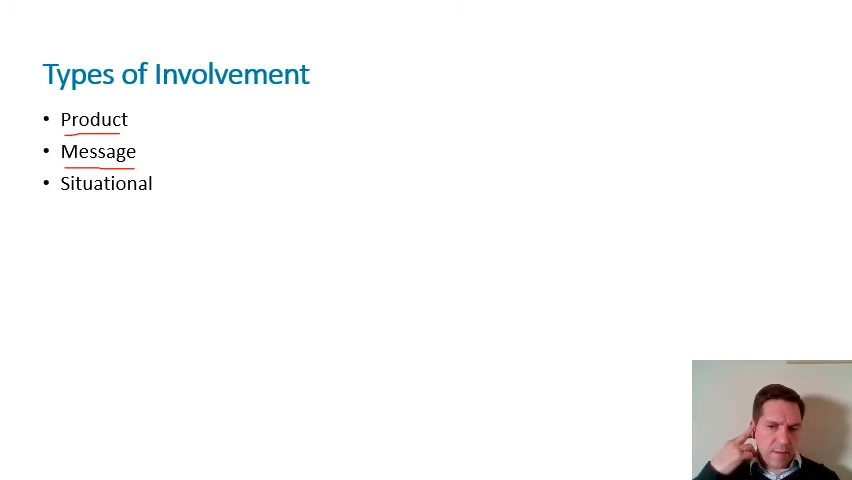 Types of Involvement
• Product
• Message
• Situational